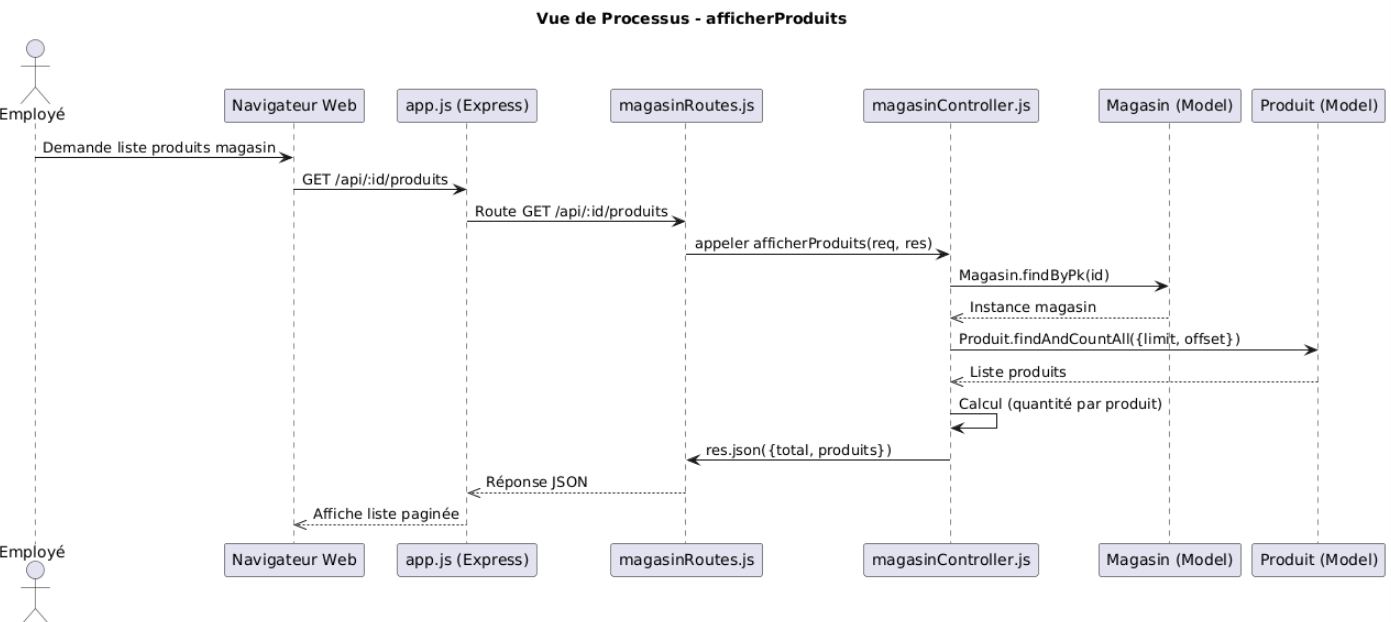 Vue de Processus - afficherProduits
Employé
Navigateur Web
app.js (Express)
magasinRoutes.js
magasinController.js
Magasin (Model)
Produit (Model)
Demande liste produits magasin
GET /api/:id/produits
Route GET /api/:id/produits
appeler afficherProduits(req, res)
Magasin.findByPk(id)
Instance magasin
Produit.findAndCountAll({limit, offset})
Liste produits
Calcul (quantité par produit)
res.json({total, produits})
Réponse JSON
Affiche liste paginée
Employé
Navigateur Web
app.js (Express)
magasinRoutes.js
magasinController.js
Magasin (Model)
Produit (Model)